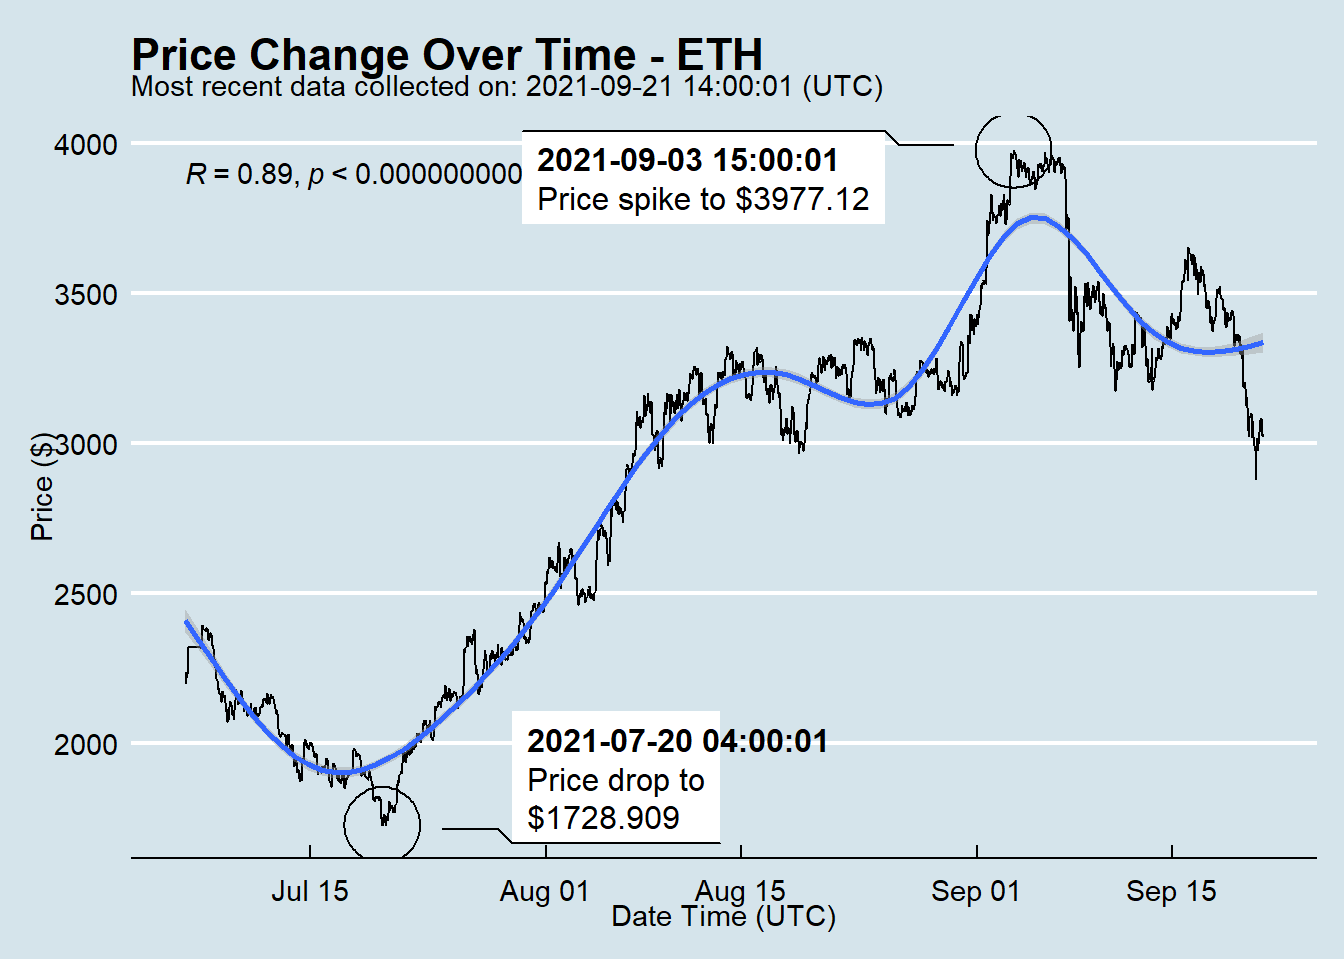 Price Change Over Time - ETH
Most recent data collected on: 2021-09-21 14:00:01 (UTC)
R = 0.89, p < 0.000000000
2021-09-03 15:00:01
Price spike to $3977.12
4000
3500
3000
2500
2000
Price ($)
2021-07-20 04:00:01
Price drop to
$1728.909
Jul 15 Aug 01 Aug 15 Sep 01 Sep 15
Date Time (UTC)